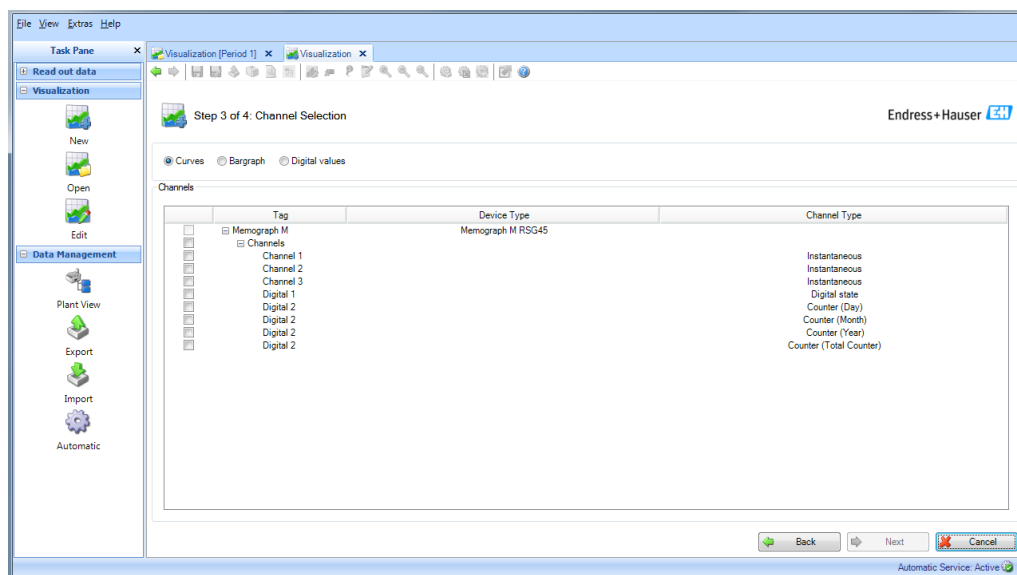 File View Extras Help
Task Pane
Visualization [Period 1]
Visualization
Read out data
Visualization
New
Open
Edit
Data Management
Plant View
Export
Import
Automatic
Step 3 of 4: Channel Selection
Endress+Hauser EH
Curves Bargraph Digital values
Channels
Tag Device Type Channel Type
Memograph M Memograph M RSG45
Channels
Channel 1 Instantaneous
Channel 2 Instantaneous
Channel 3 Instantaneous
Digital 1 Digital state
Digital 2 Counter (Day)
Digital 2 Counter (Month)
Digital 2 Counter (Year)
Digital 2 Counter (Total Counter)
Back Next Cancel
Automatic Service: Active